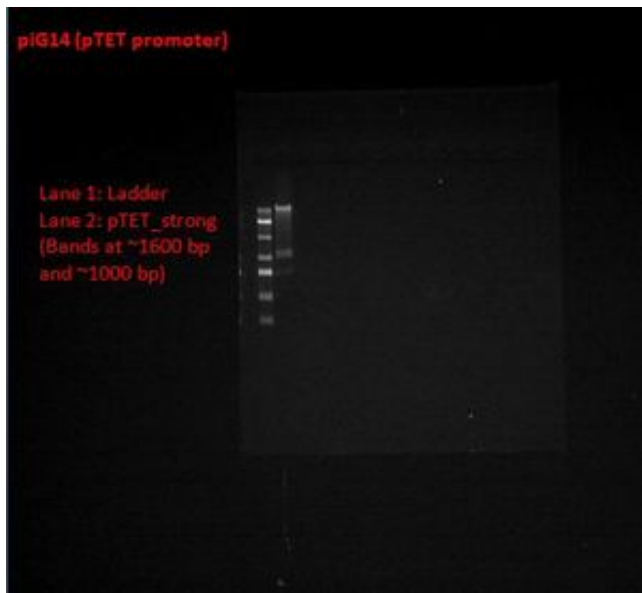 pIG14 (pTET promoter)
Lane 1: Ladder
Lane 2: pTET_strong
(Bands at ~1600 bp
and ~1000 bp)